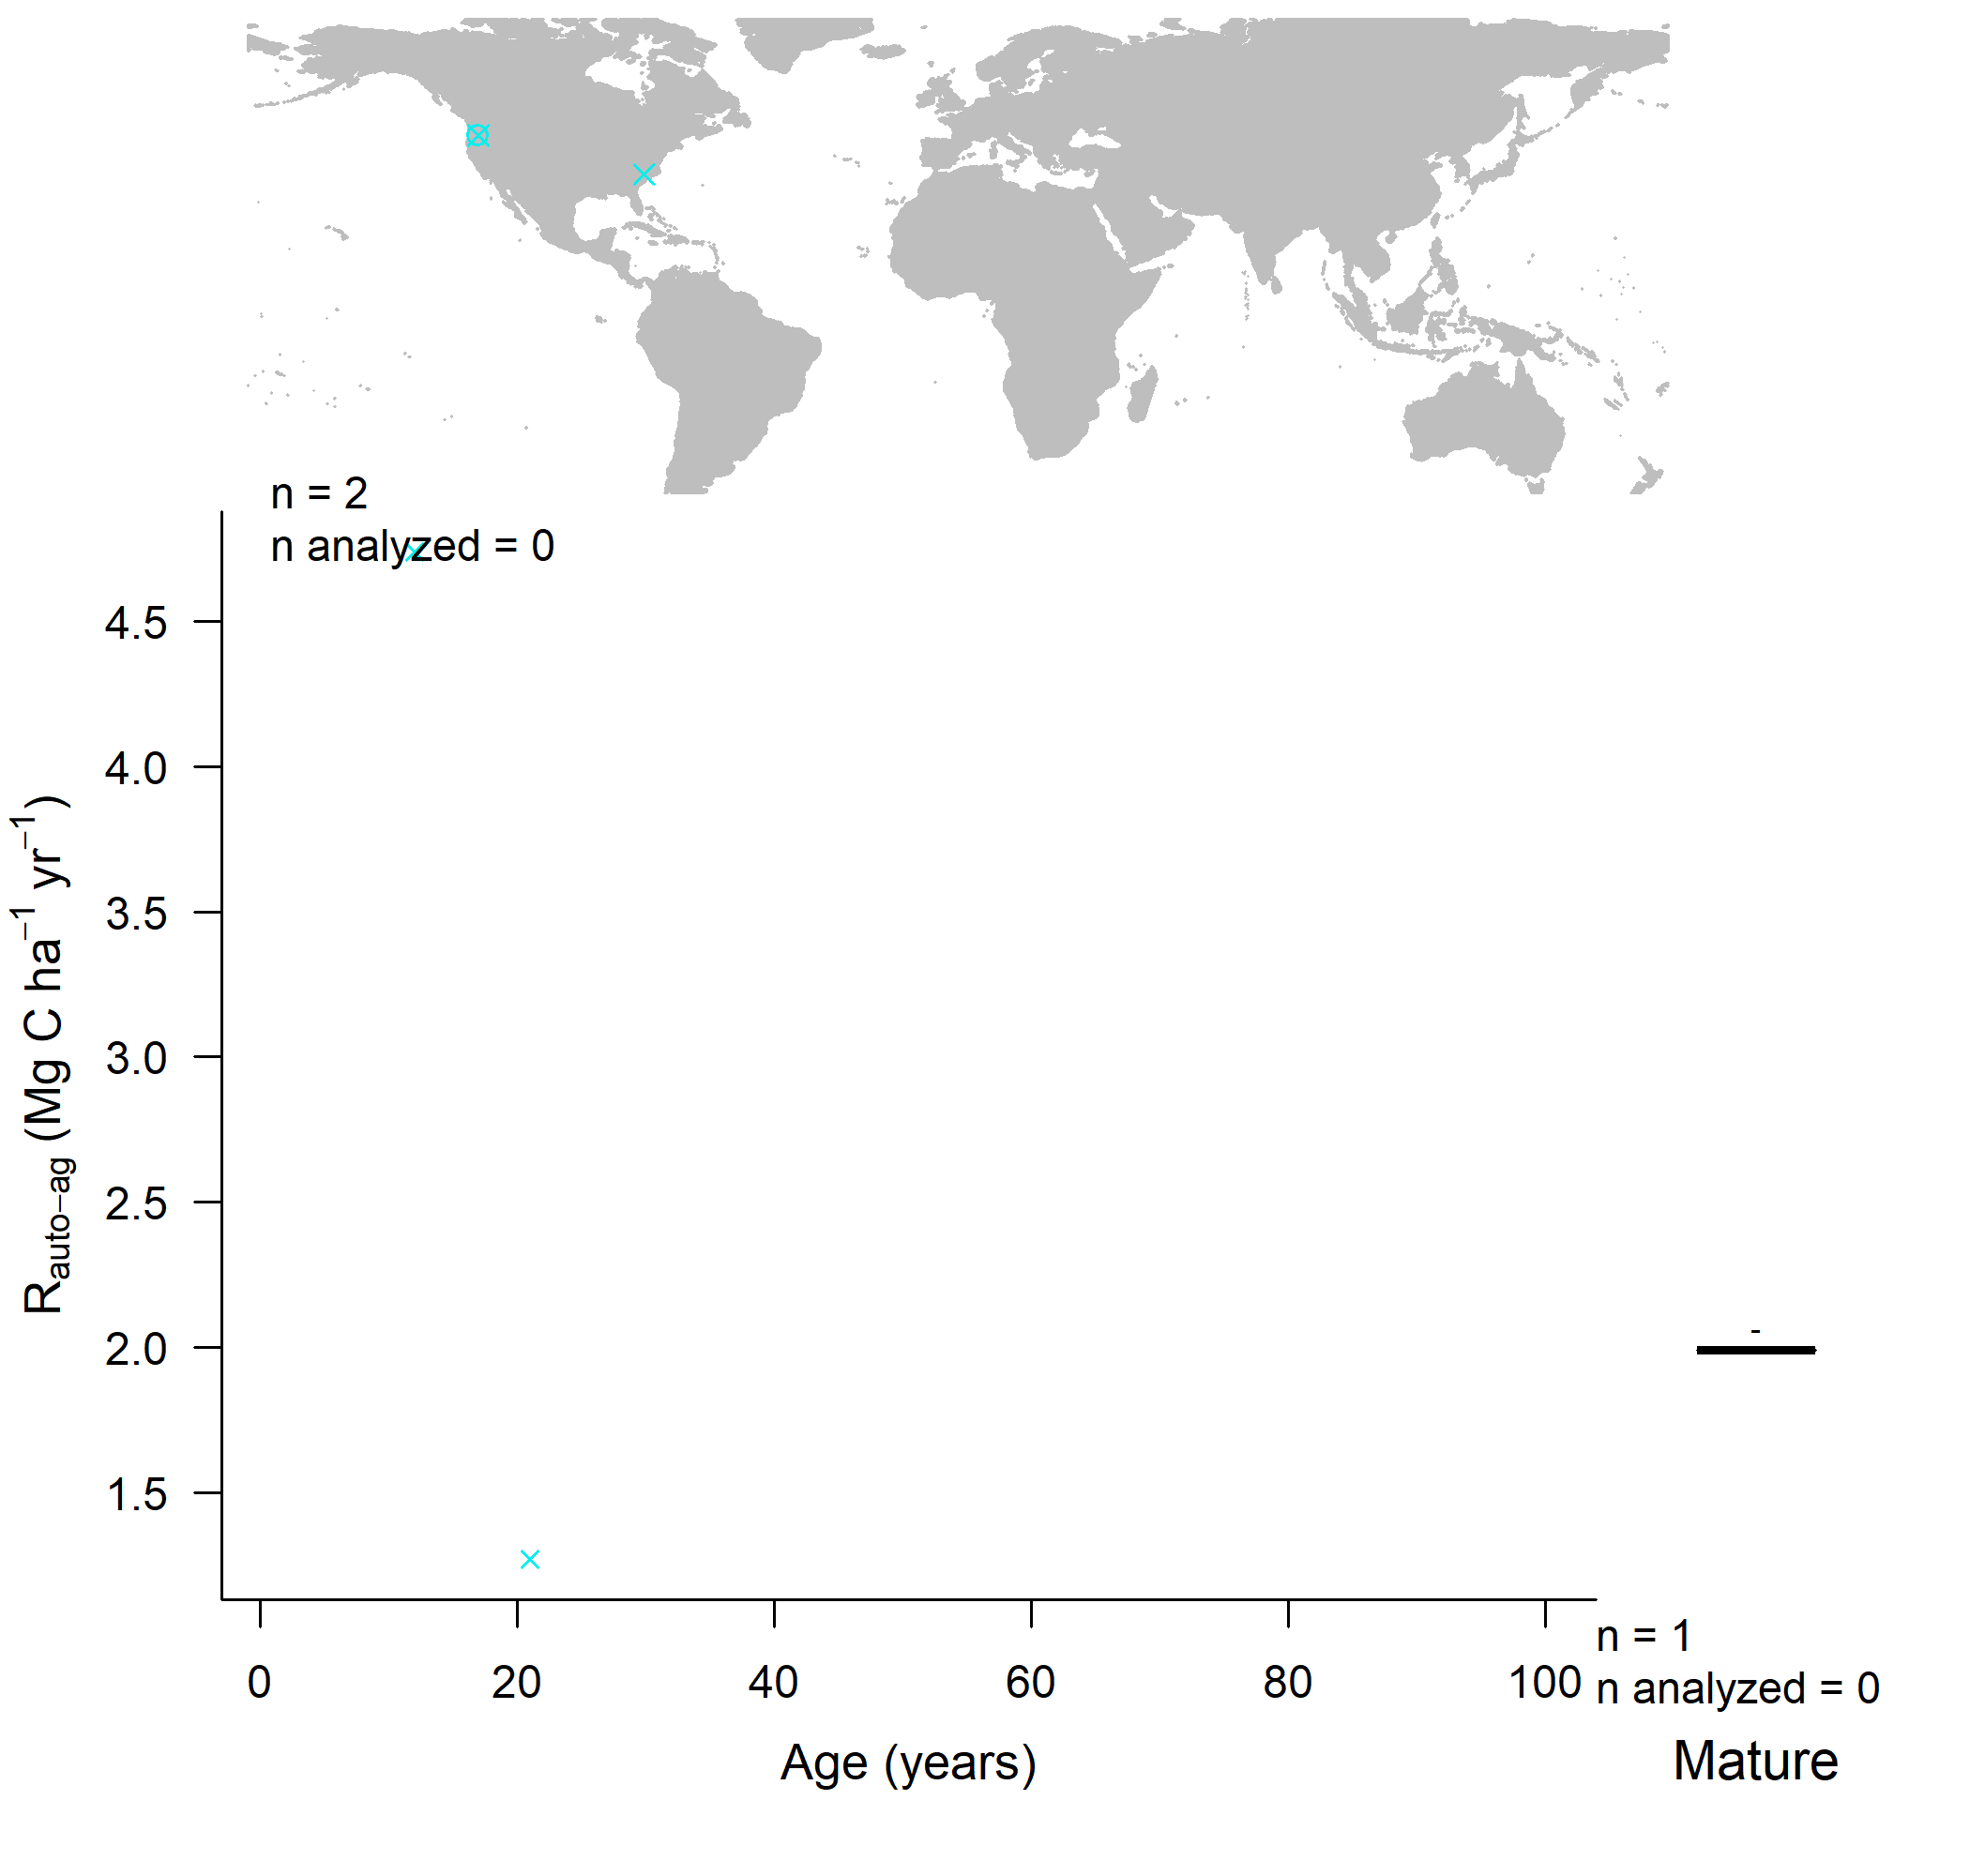 n = 2
n analyzed = 0
4.5
4.0
3.5
3.0
2.5
2.0
1.5
R_auto−ag (Mg C ha⁻¹ yr⁻¹)
-
0 20 40 60 80 100
n = 1
n analyzed = 0
Age (years)
Mature